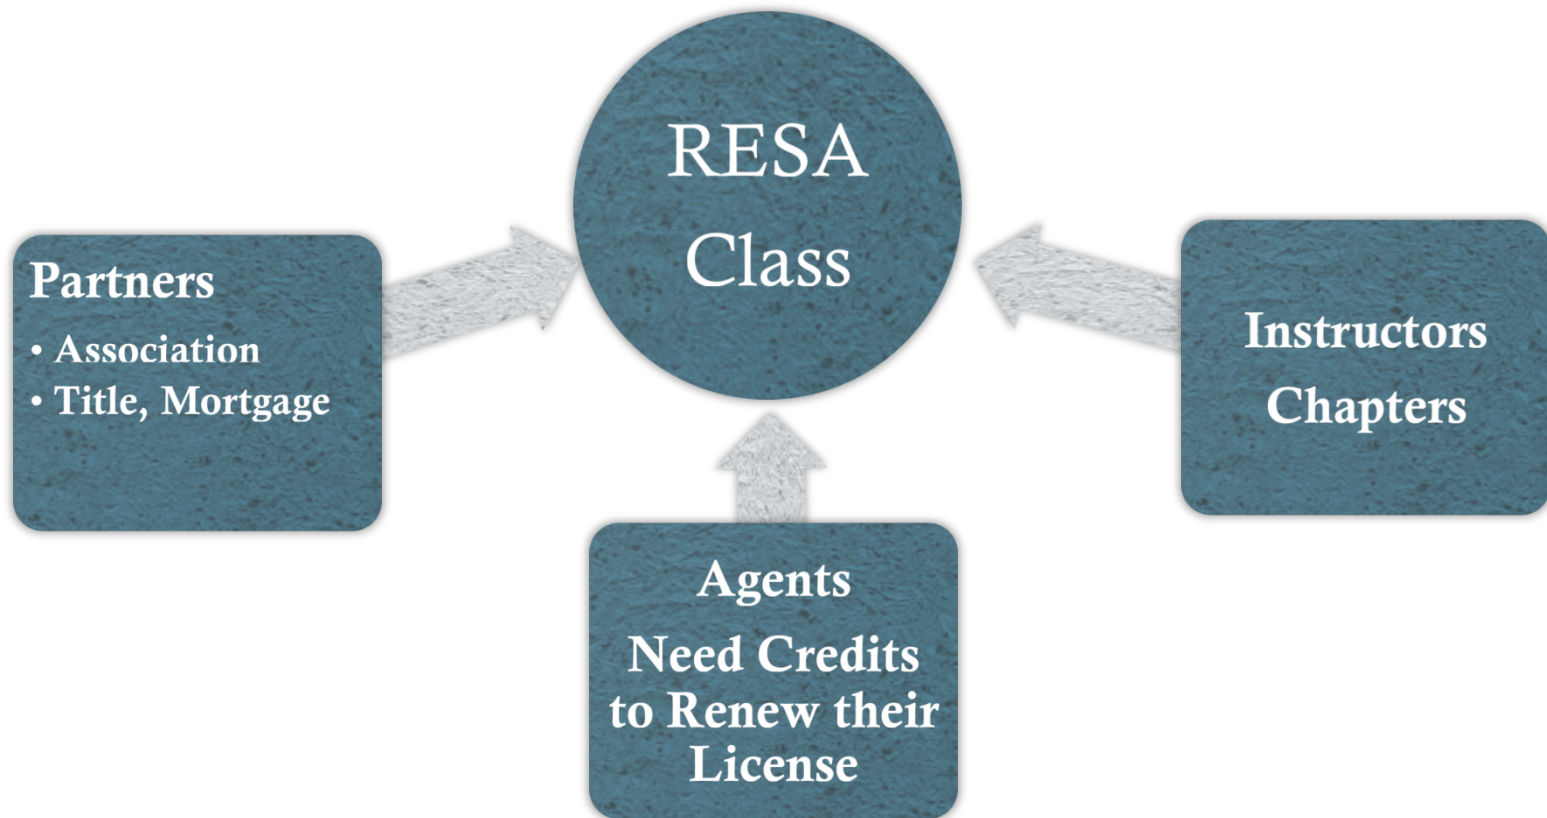 RESA
Class
Partners
• Association
• Title, Mortgage
Instructors
Chapters
Agents
Need Credits
to Renew their
License